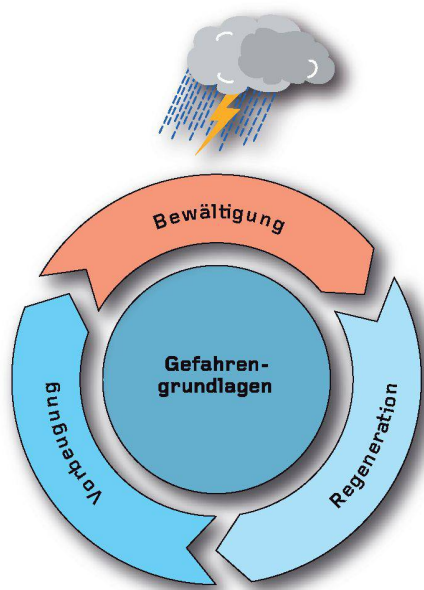 Bewältigung
Gefahren-
grundlagen
Vorbeugung
Regeneration